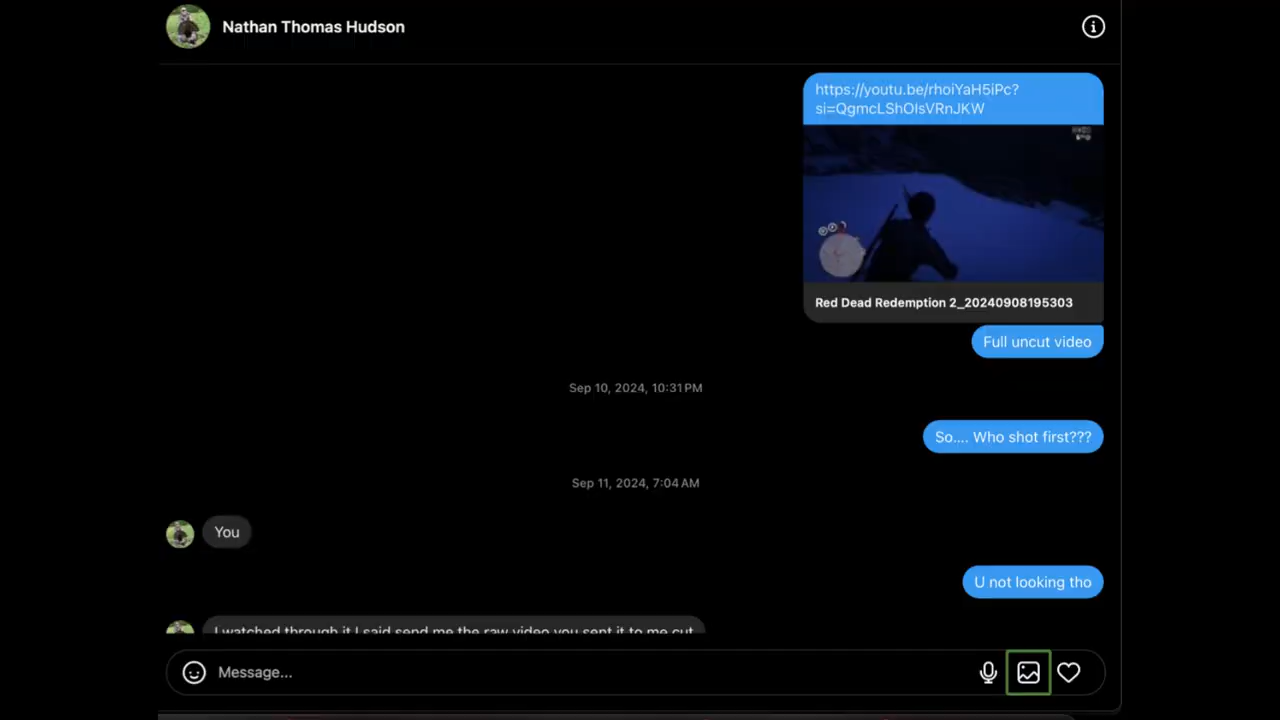 Nathan Thomas Hudson
https://youtu.be/rhoiYaH5iPc?
si=QgmcLShOIsVRnJKW
Red Dead Redemption 2_20240908195303
Full uncut video
Sep 10, 2024, 10:31 PM
So.... Who shot first???
Sep 11, 2024, 7:04 AM
You
U not looking tho
I watched through it I said send me the raw video you sent it to me cut
Message...